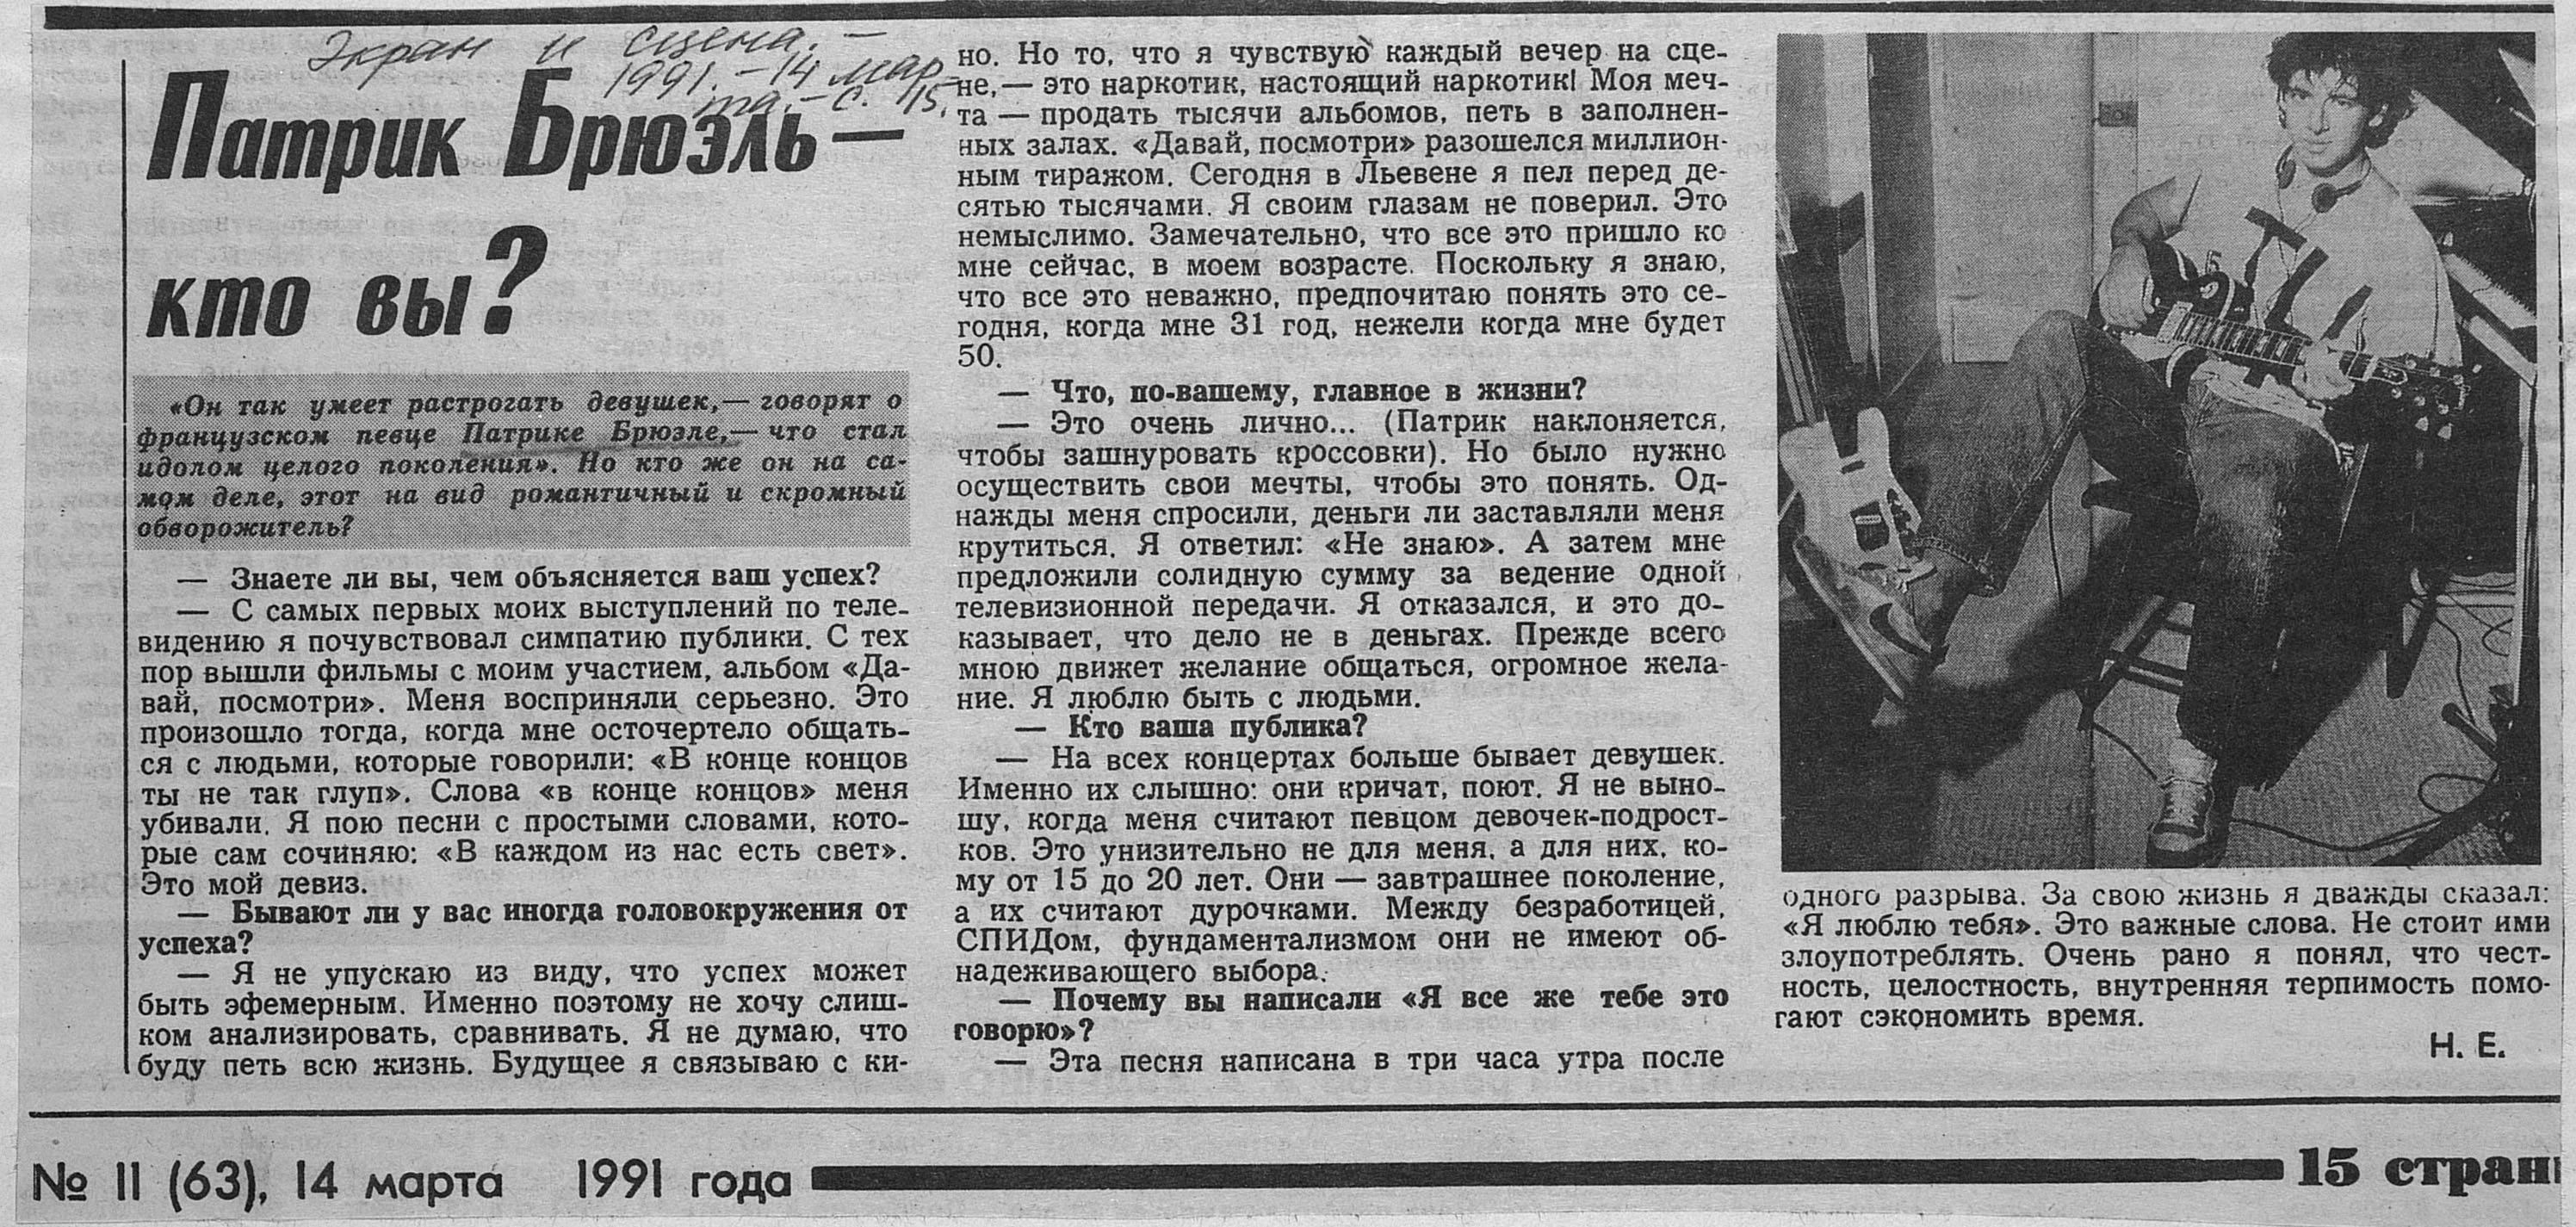 Экран и сцена. —
1991. – 14 мар-
та. – с. 15.
Патрик Брюэль —
кто вы?
«Он так умеет растрогать девушек,— говорят о
французском певце Патрике Брюэле,— что стал
идолом целого поколения». Но кто же он на са-
мом деле, этот на вид романтичный и скромный
обворожитель?
— Знаете ли вы, чем объясняется ваш успех?
— С самых первых моих выступлений по теле-
видению я почувствовал симпатию публики. С тех
пор вышли фильмы с моим участием, альбом «Да-
вай, посмотри». Меня восприняли серьезно. Это
произошло тогда, когда мне осточертело общать-
ся с людьми, которые говорили: «В конце концов
ты не так глуп». Слова «в конце концов» меня
убивали. Я пою песни с простыми словами, кото-
рые сам сочиняю: «В каждом из нас есть свет».
Это мой девиз.
— Бывают ли у вас иногда головокружения от
успеха?
— Я не упускаю из виду, что успех может
быть эфемерным. Именно поэтому не хочу слиш-
ком анализировать, сравнивать. Я не думаю, что
буду петь всю жизнь. Будущее я связываю с ки-
но. Но то, что я чувствую каждый вечер на сце-
не,— это наркотик, настоящий наркотик! Моя меч-
та — продать тысячи альбомов, петь в заполнен-
ных залах. «Давай, посмотри» разошелся миллион-
ным тиражом. Сегодня в Льевене я пел перед де-
сятью тысячами. Я своим глазам не поверил. Это
немыслимо. Замечательно, что все это пришло ко
мне сейчас, в моем возрасте. Поскольку я знаю,
что все это неважно, предпочитаю понять это се-
годня, когда мне 31 год, нежели когда мне будет
50.
— Что, по-вашему, главное в жизни?
— Это очень лично... (Патрик наклоняется,
чтобы зашнуровать кроссовки). Но было нужно
осуществить свои мечты, чтобы это понять. Од-
нажды меня спросили, деньги ли заставляли меня
крутиться. Я ответил: «Не знаю». А затем мне
предложили солидную сумму за ведение одной
телевизионной передачи. Я отказался, и это до-
казывает, что дело не в деньгах. Прежде всего
мною движет желание общаться, огромное жела-
ние. Я люблю быть с людьми.
— Кто ваша публика?
— На всех концертах больше бывает девушек.
Именно их слышно: они кричат, поют. Я не выно-
шу, когда меня считают певцом девочек-подрост-
ков. Это унизительно не для меня, а для них, ко-
му от 15 до 20 лет. Они — завтрашнее поколение,
а их считают дурочками. Между безработицей,
СПИДом, фундаментализмом они не имеют об-
надеживающего выбора.
— Почему вы написали «Я все же тебе это
говорю»?
— Эта песня написана в три часа утра после
одного разрыва. За свою жизнь я дважды сказал:
«Я люблю тебя». Это важные слова. Не стоит ими
злоупотреблять. Очень рано я понял, что чест-
ность, целостность, внутренняя терпимость помо-
гают сэкономить время.
Н. Е.
№ 11 (63), 14 марта 1991 года
15 стран